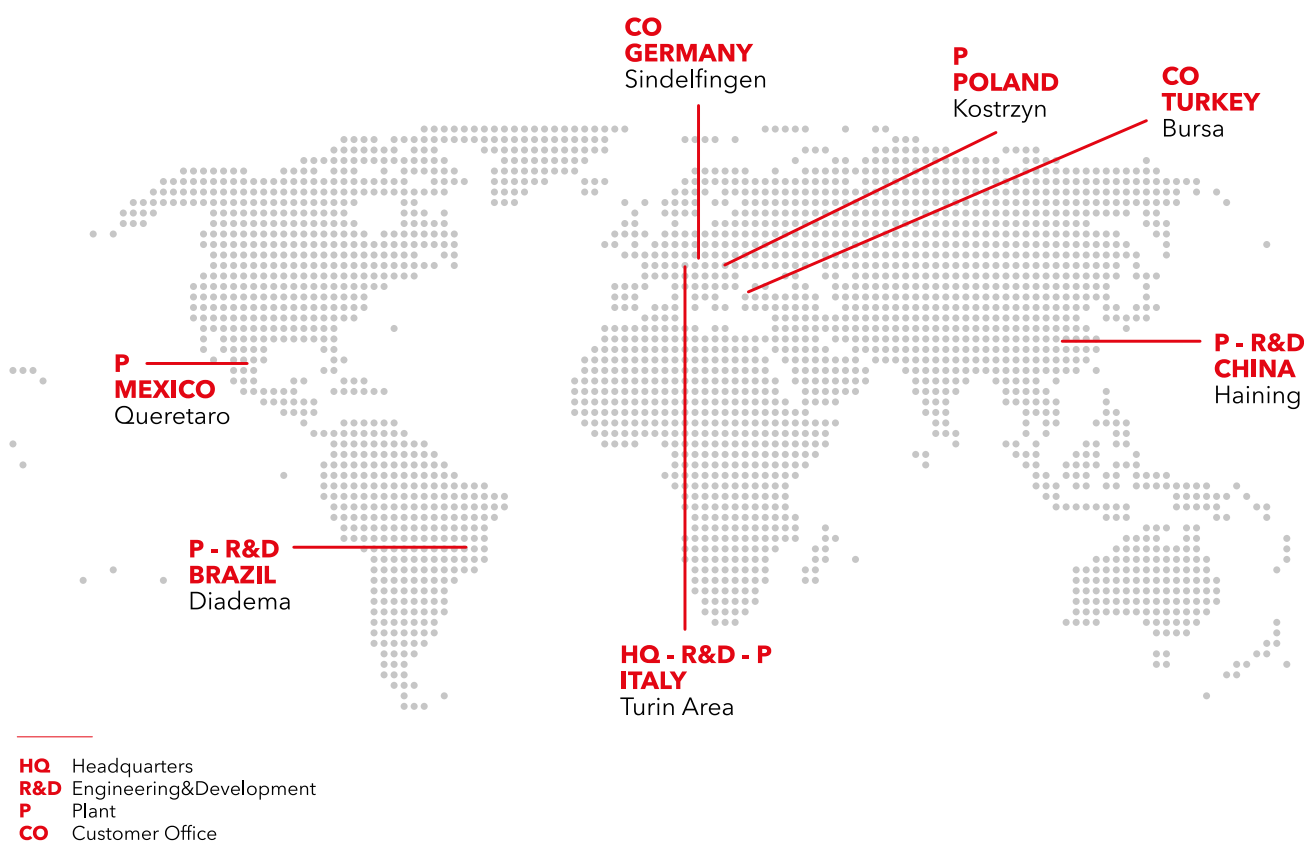 CO
GERMANY
Sindelfingen
P
POLAND
Kostrzyn
CO
TURKEY
Bursa
P
MEXICO
Queretaro
P - R&D
CHINA
Haining
P - R&D
BRAZIL
Diadema
HQ - R&D - P
ITALY
Turin Area
HQ Headquarters
R&D Engineering&Development
P Plant
CO Customer Office